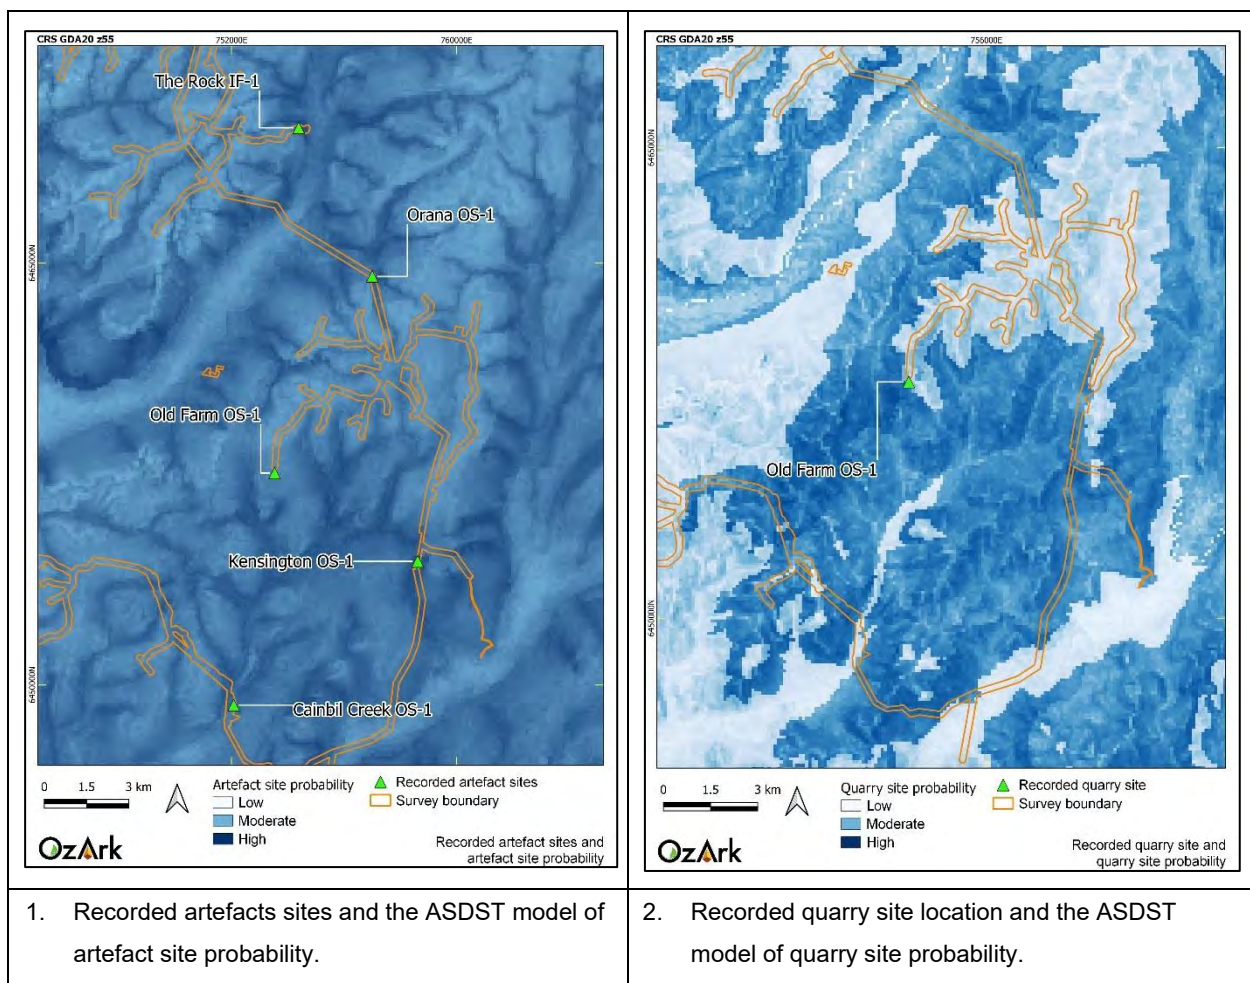 CRS GDA20 z55
752000
760000
6465000N
6450000N
The Rock IF-1
Orana OS-1
Old Farm OS-1
Kensington OS-1
Cainbil Creek OS-1
0 1.5 3 km
Artefact site probability
Low
Moderate
High
Recorded artefact sites
Survey boundary
OzArk
Recorded artefact sites and
artefact site probability
CRS GDA20 z55
756000
6465000N
6450000N
Old Farm OS-1
0 1.5 3 km
Quarry site probability
Low
Moderate
High
Recorded quarry site
Survey boundary
OzArk
Recorded quarry site and
quarry site probability
1. Recorded artefacts sites and the ASDST model of
artefact site probability.
2. Recorded quarry site location and the ASDST
model of quarry site probability.